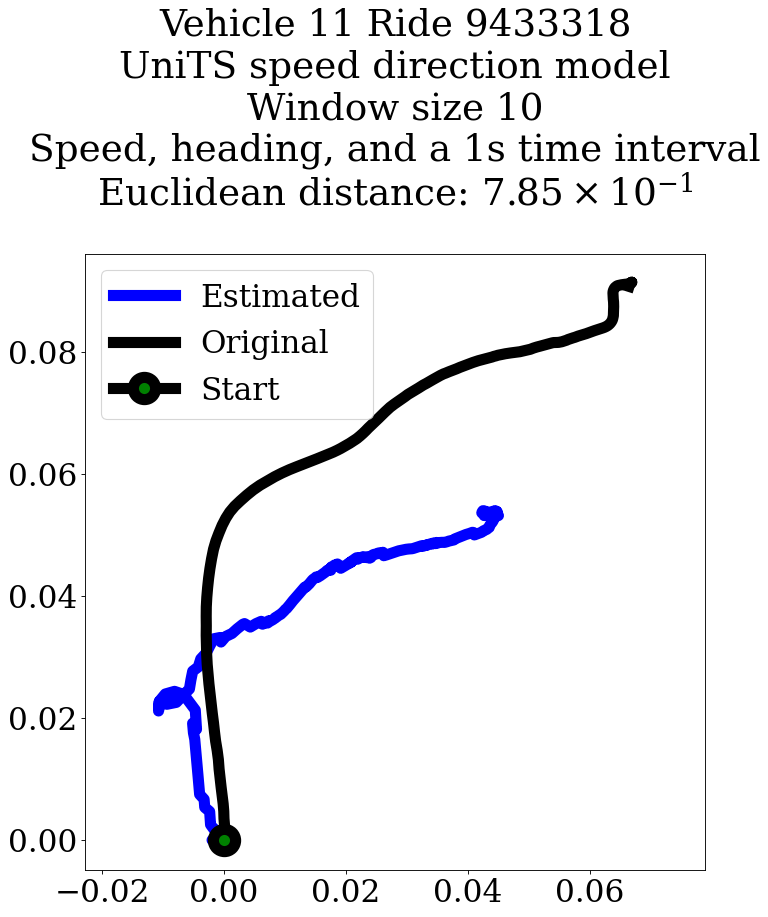 Vehicle 11 Ride 9433318
UniTS speed direction model
Window size 10
Speed, heading, and a 1s time interval
Euclidean distance: 7.85 × 10⁻¹
Estimated
Original
Start
0.08
0.06
0.04
0.02
0.00
−0.02 0.00 0.02 0.04 0.06